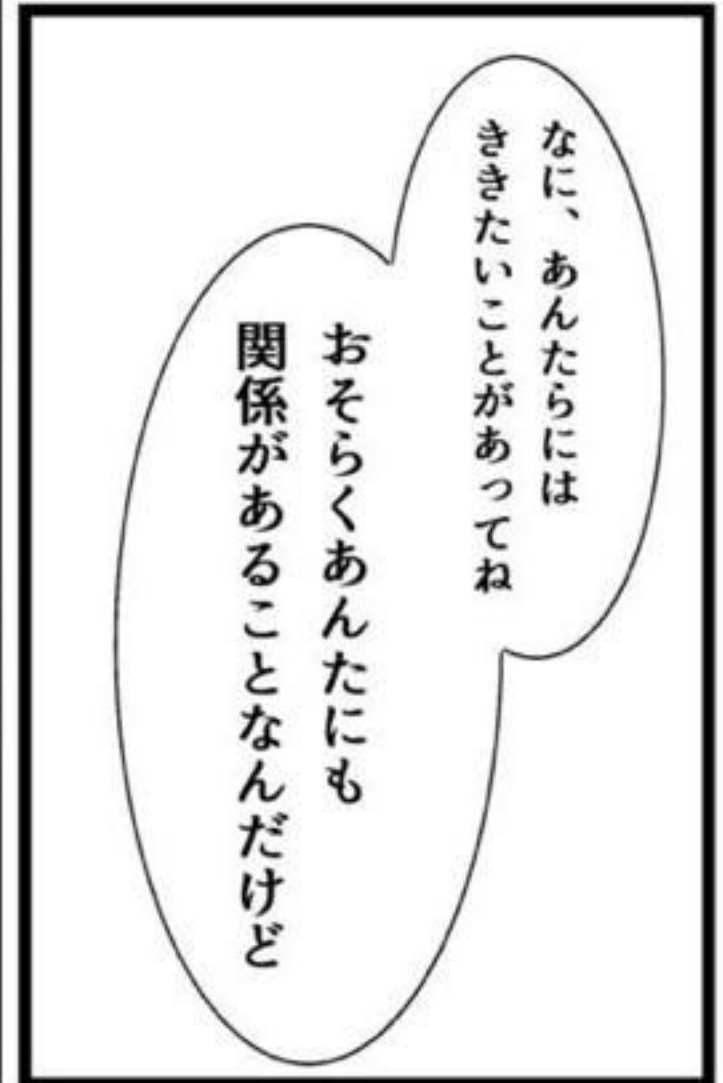 なに、あんたらには
ききたいことがあってね
おそらくあんたにも
関係があることなんだけど